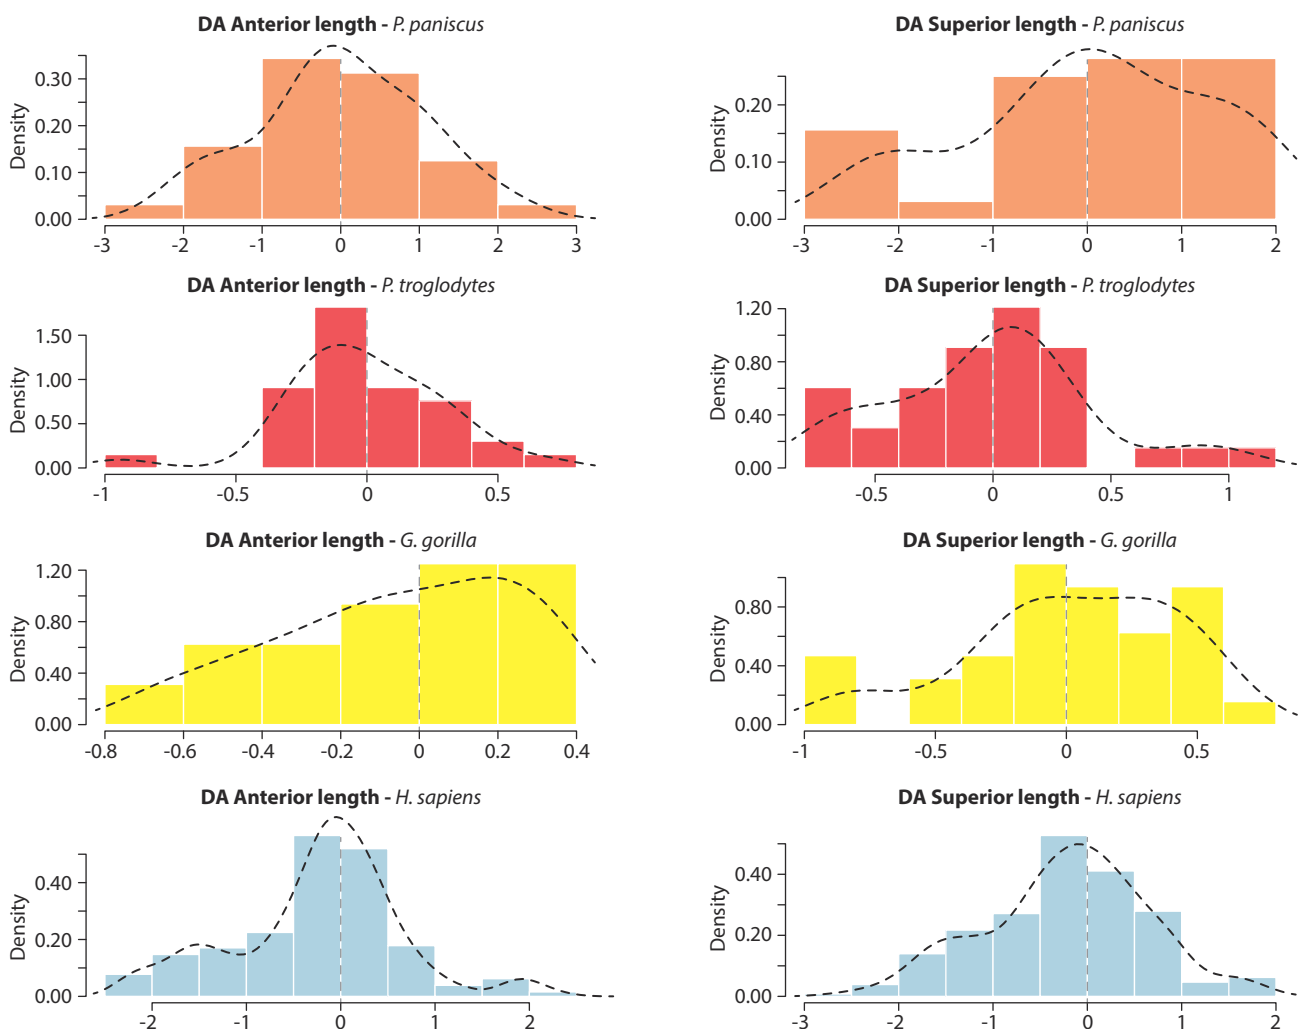 DA Anterior length - P. paniscus
Density
0.30
0.20
0.10
0.00
-3 -2 -1 0 1 2 3
DA Superior length - P. paniscus
Density
0.20
0.10
0.00
-3 -2 -1 0 1 2
DA Anterior length - P. troglodytes
Density
1.50
1.00
0.50
0.00
-1 -0.5 0 0.5
DA Superior length - P. troglodytes
Density
1.20
0.80
0.40
0.00
-0.5 0 0.5 1
DA Anterior length - G. gorilla
Density
1.20
0.80
0.40
0.00
-0.8 -0.6 -0.4 -0.2 0 0.2 0.4
DA Superior length - G. gorilla
Density
0.80
0.40
0.00
-1 -0.5 0 0.5
DA Anterior length - H. sapiens
Density
0.40
0.20
0.00
-2 -1 0 1 2
DA Superior length - H. sapiens
Density
0.40
0.20
0.00
-3 -2 -1 0 1 2